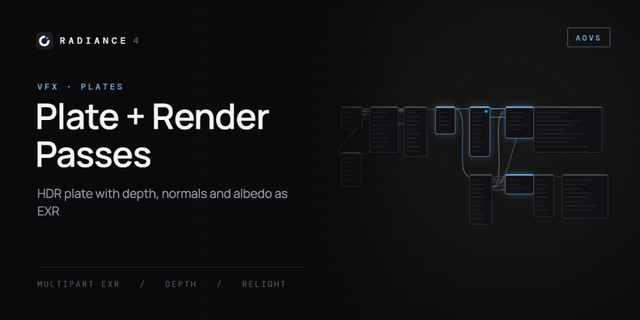 RADIANCE 4
AOVS
VFX · PLATES
Plate + Render
Passes
HDR plate with depth, normals and albedo as
EXR
MULTIPART EXR / DEPTH / RELIGHT